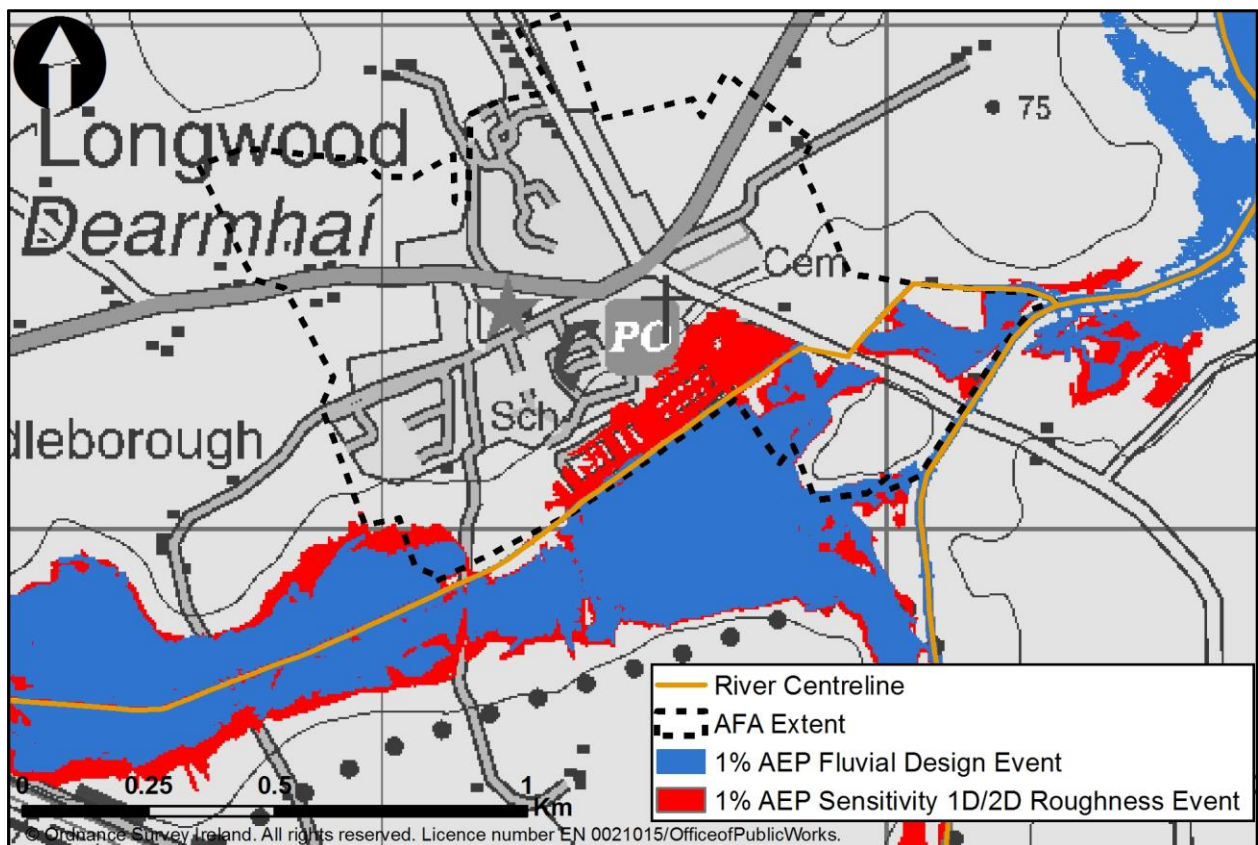 Longwood
Dearmhaí
75
Cem
PO
Sch
dleborough
River Centreline
AFA Extent
1% AEP Fluvial Design Event
1% AEP Sensitivity 1D/2D Roughness Event
0 0.25 0.5 1
Km
© Ordnance Survey Ireland. All rights reserved. Licence number EN 0021015/OfficeofPublicWorks.